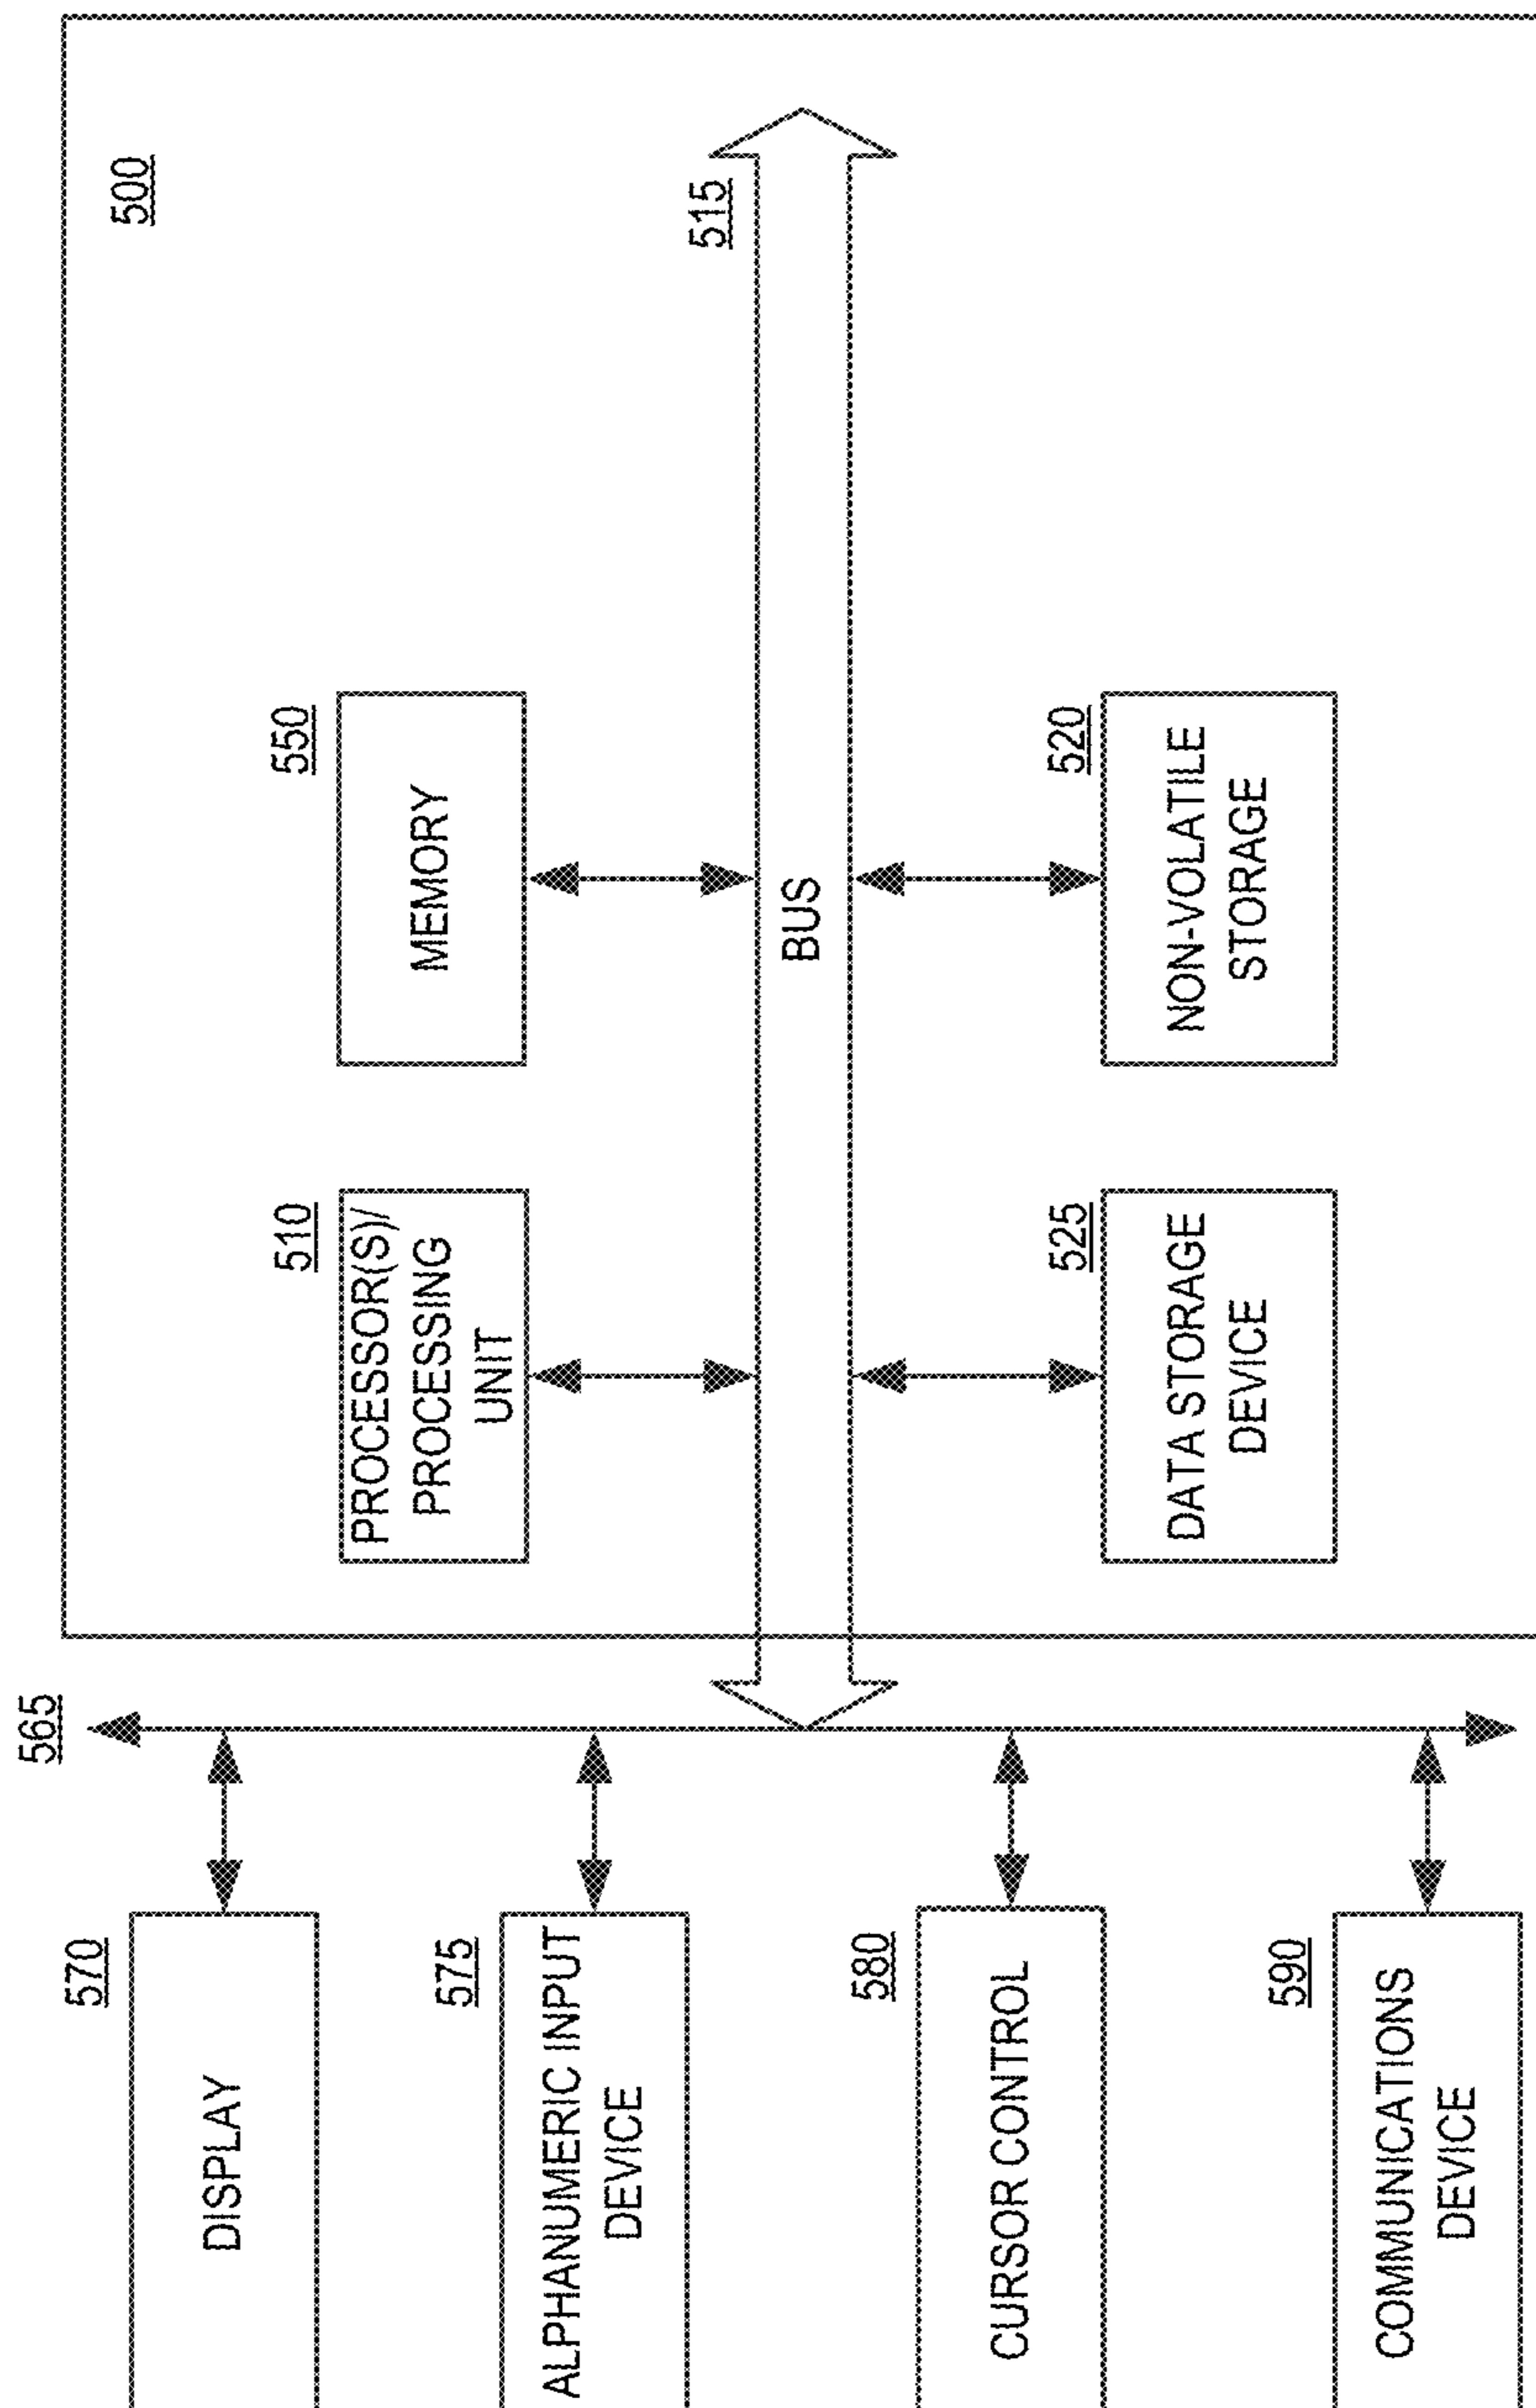 570
DISPLAY
575
ALPHANUMERIC INPUT
DEVICE
580
CURSOR CONTROL
590
COMMUNICATIONS
DEVICE
565
500
510
PROCESSOR(S)/
PROCESSING
UNIT
550
MEMORY
515
BUS
525
DATA STORAGE
DEVICE
520
NON-VOLATILE
STORAGE